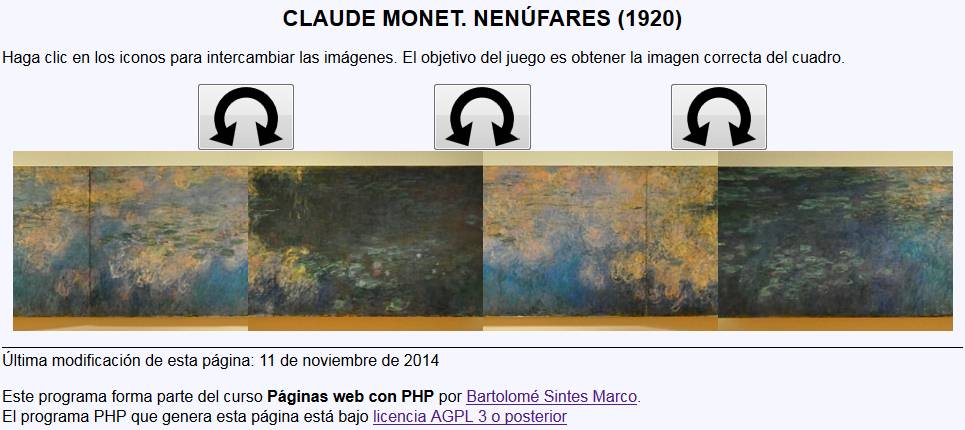 CLAUDE MONET. NENÚFARES (1920)
Haga clic en los iconos para intercambiar las imágenes. El objetivo del juego es obtener la imagen correcta del cuadro.
Última modificación de esta página: 11 de noviembre de 2014
Este programa forma parte del curso Páginas web con PHP por Bartolomé Sintes Marco.
El programa PHP que genera esta página está bajo licencia AGPL 3 o posterior